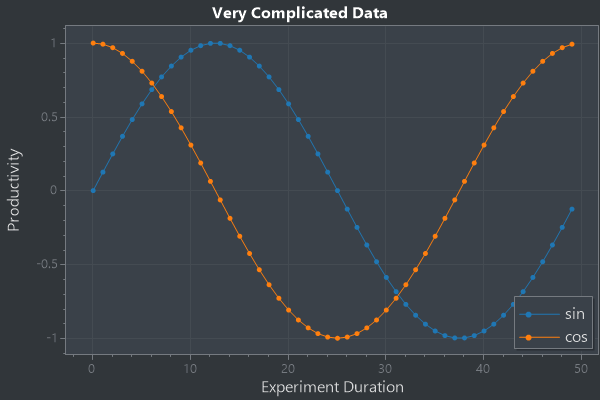 Very Complicated Data
1
0.5
0
-0.5
-1
Productivity
0 10 20 30 40 50
Experiment Duration
sin
cos